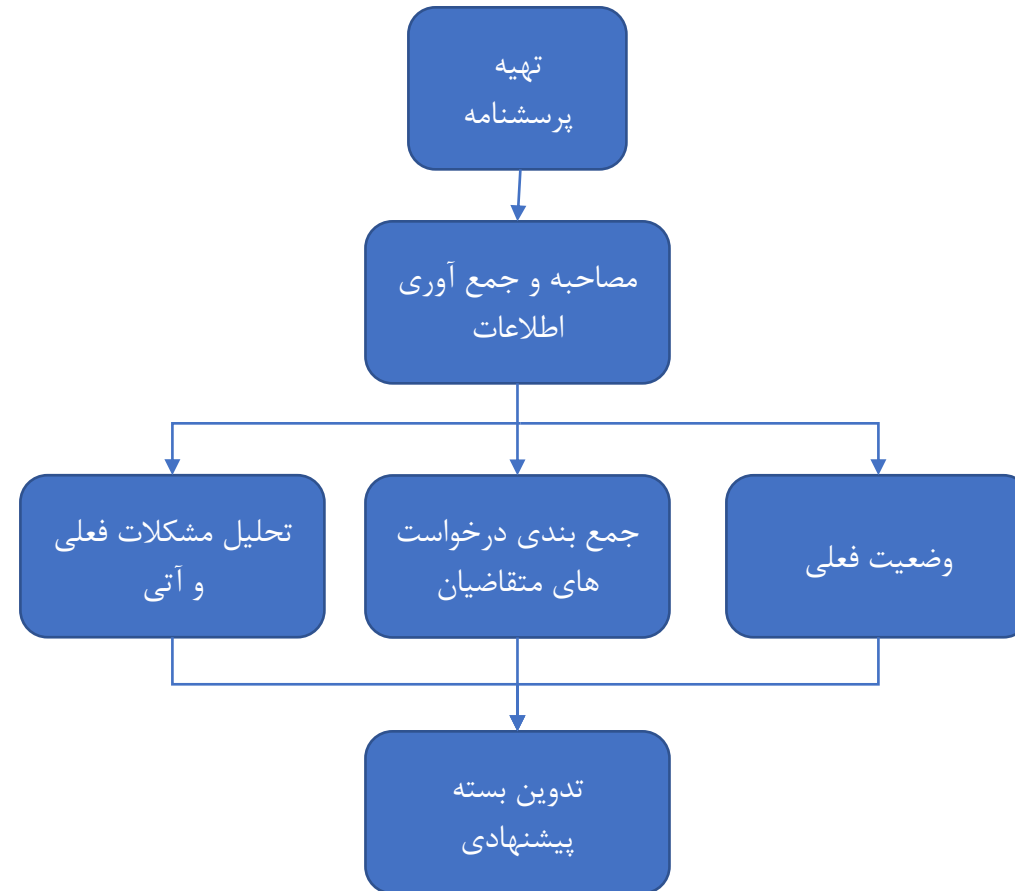 تهیه
پرسشنامه
مصاحبه و جمع آوری
اطلاعات
وضعیت فعلی
جمع بندی درخواست
های متقاضیان
تحلیل مشکلات فعلی
و آتی
تدوین بسته
پیشنهادی